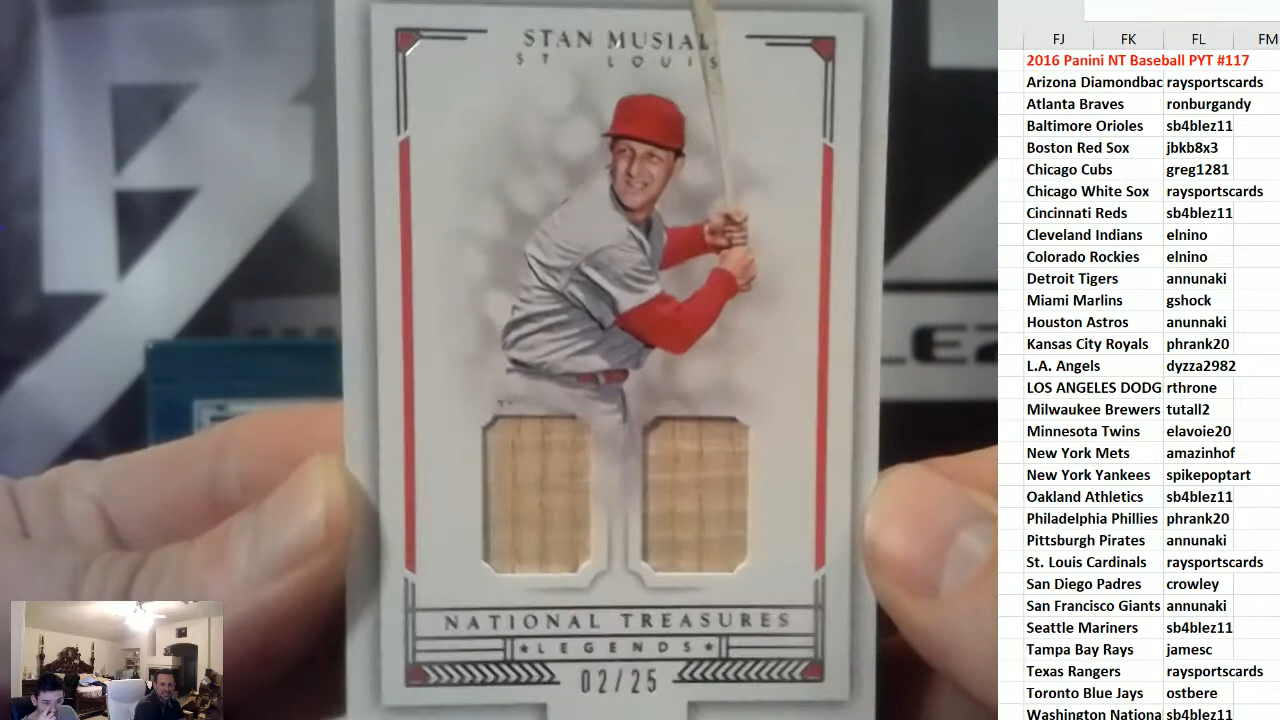 STAN MUSIAL
ST LOUIS
NATIONAL TREASURES
★LEGENDS★
02/25
FJ FK FL FM
2016 Panini NT Baseball PYT #117
Arizona Diamondbac raysportscards
Atlanta Braves ronburgandy
Baltimore Orioles sb4blez11
Boston Red Sox jbkb8x3
Chicago Cubs greg1281
Chicago White Sox raysportscards
Cincinnati Reds sb4blez11
Cleveland Indians elnino
Colorado Rockies elnino
Detroit Tigers annunaki
Miami Marlins gshock
Houston Astros anunnaki
Kansas City Royals phrank20
L.A. Angels dyzza2982
LOS ANGELES DODG rthrone
Milwaukee Brewers tutall2
Minnesota Twins elavoie20
New York Mets amazinhof
New York Yankees spikepoptart
Oakland Athletics sb4blez11
Philadelphia Phillies phrank20
Pittsburgh Pirates annunaki
St. Louis Cardinals raysportscards
San Diego Padres crowley
San Francisco Giants annunaki
Seattle Mariners sb4blez11
Tampa Bay Rays jamesc
Texas Rangers raysportscards
Toronto Blue Jays ostbere
Washington Nationa sb4blez11